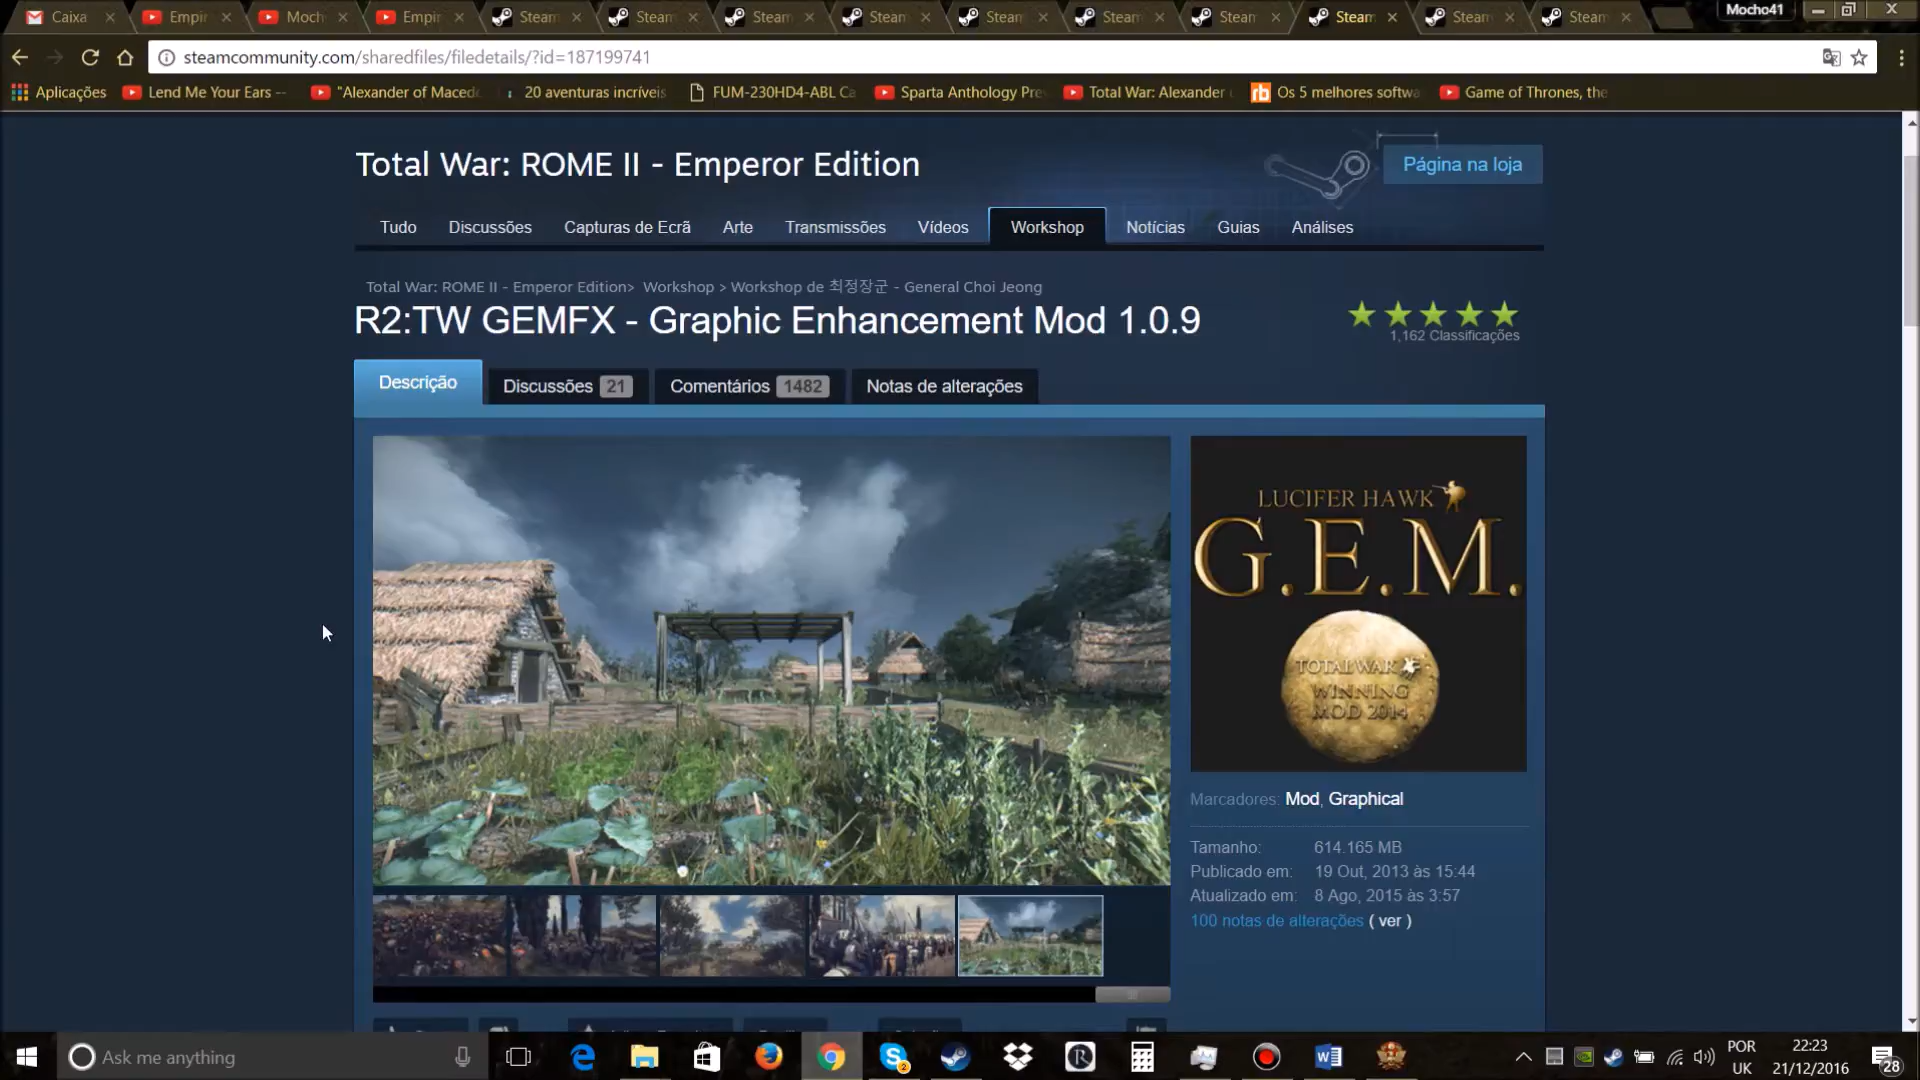 Caixa
Empir
Moch
Empir
Steam
Steam
Steam
Steam
Steam
Steam
Steam
Steam
Steam
Steam
Mocho41
steamcommunity.com/sharedfiles/filedetails/?id=187199741
Aplicações
Lend Me Your Ears --
"Alexander of Macedo
20 aventuras incríveis
FUM-230HD4-ABL Ca
Sparta Anthology Pre
Total War: Alexander
Os 5 melhores softwa
Game of Thrones, the
Total War: ROME II - Emperor Edition
Página na loja
Tudo
Discussões
Capturas de Ecrã
Arte
Transmissões
Vídeos
Workshop
Notícias
Guias
Análises
Total War: ROME II - Emperor Edition> Workshop > Workshop de 최정장군 - General Choi Jeong
R2:TW GEMFX - Graphic Enhancement Mod 1.0.9
1,162 Classificações
Descrição
Discussões 21
Comentários 1482
Notas de alterações
LUCIFER HAWK
G.E.M.
TOTAL WAR
WINNING
MOD 2014
Marcadores: Mod, Graphical
Tamanho: 614.165 MB
Publicado em: 19 Out, 2013 às 15:44
Atualizado em: 8 Ago, 2015 às 3:57
100 notas de alterações ( ver )
Ask me anything
2
POR
UK
22:23
21/12/2016
28